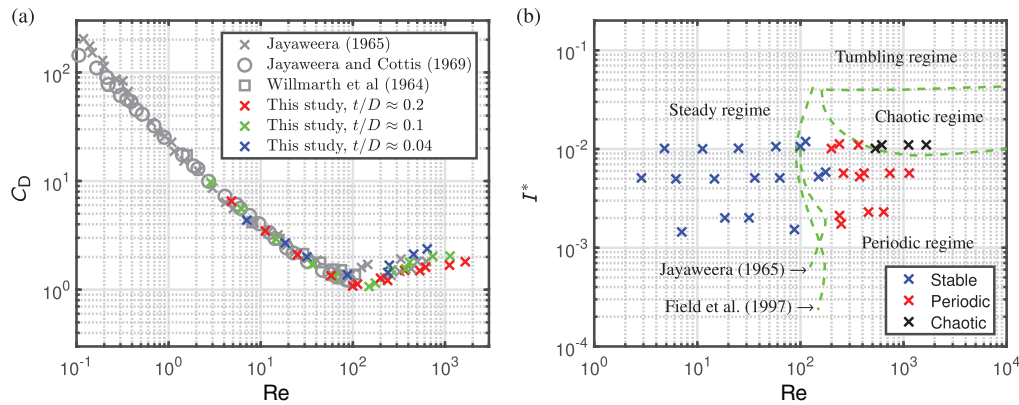 (a)
C_D
10^2
10^1
10^0
10^-1
10^0
10^1
10^2
10^3
Re
Jayaweera (1965)
Jayaweera and Cottis (1969)
Willmarth et al (1964)
This study, t/D ≈ 0.2
This study, t/D ≈ 0.1
This study, t/D ≈ 0.04
(b)
I*
10^-1
10^-2
10^-3
10^-4
10^0
10^1
10^2
10^3
10^4
Re
Tumbling regime
Steady regime
Chaotic regime
Periodic regime
Jayaweera (1965) →
Field et al. (1997) →
Stable
Periodic
Chaotic